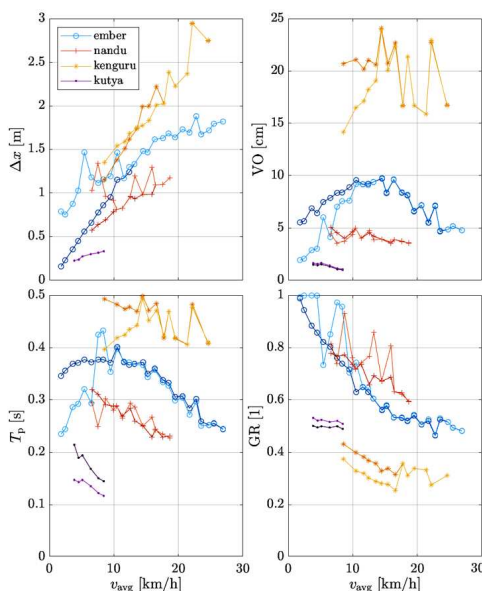 ember
nandu
kenguru
kutya
Δx [m]
3
2.5
2
1.5
1
0.5
0
VO [cm]
25
20
15
10
5
0
T_p [s]
0.5
0.4
0.3
0.2
0.1
0
GR [1]
1
0.8
0.6
0.4
0.2
0
0 10 20 30
0 10 20 30
v_avg [km/h]
v_avg [km/h]